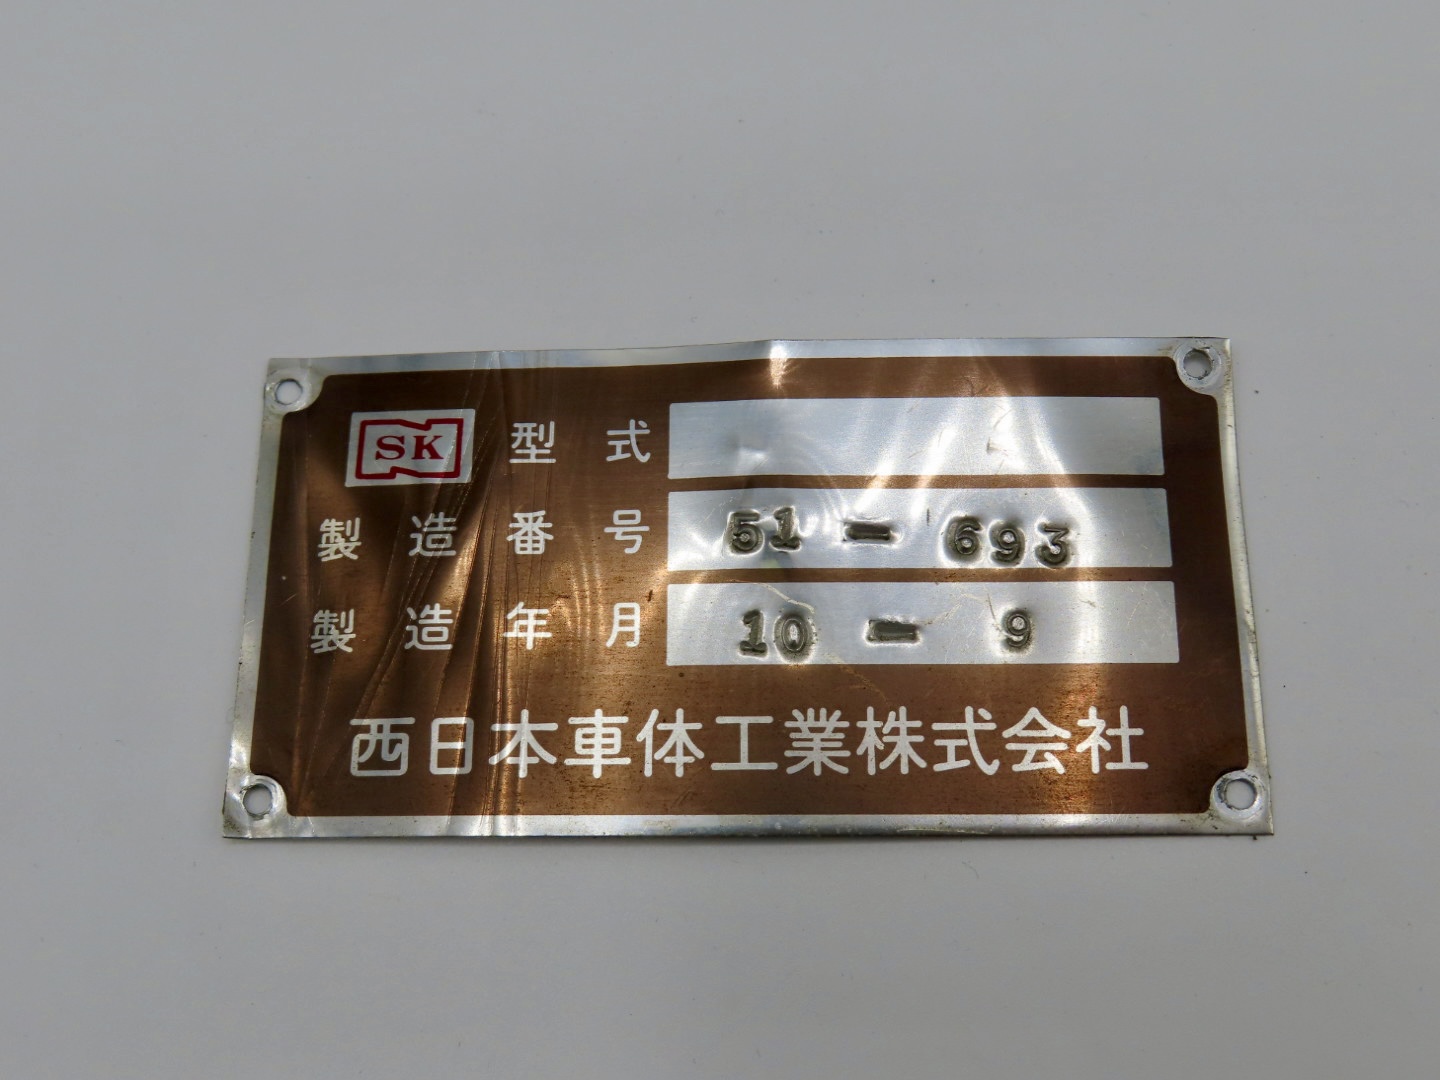 SK 型式
製造番号 51-693
製造年月 10-9
西日本車体工業株式会社